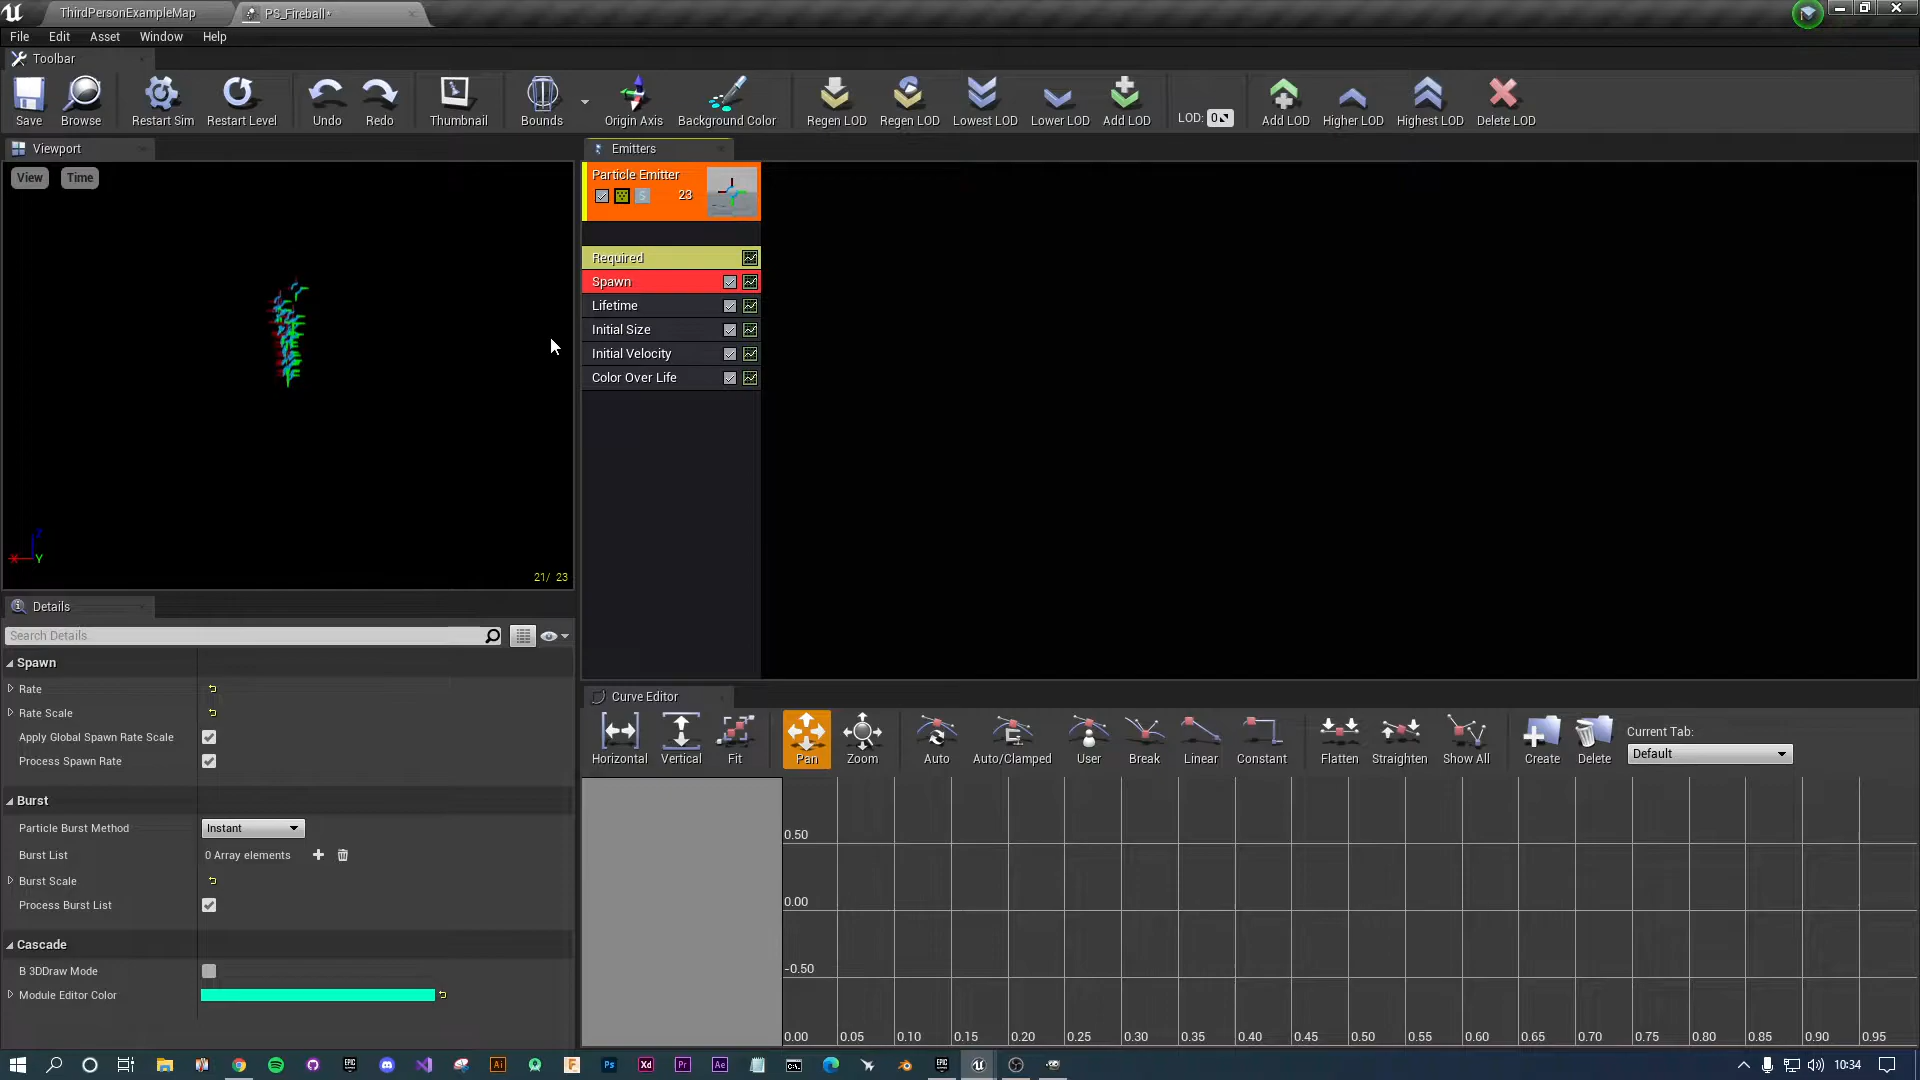 ThirdPersonExampleMap
PS_Fireball*
File Edit Asset Window Help
Toolbar
Save Browse Restart Sim Restart Level Undo Redo Thumbnail Bounds Origin Axis Background Color Regen LOD Regen LOD Lowest LOD Lower LOD Add LOD LOD: 0 Add LOD Higher LOD Highest LOD Delete LOD
Viewport
View Time
Z
X Y
21/ 23
Emitters
Particle Emitter
S 23
Required
Spawn
Lifetime
Initial Size
Initial Velocity
Color Over Life
Details
Search Details
Spawn
Rate
Rate Scale
Apply Global Spawn Rate Scale
Process Spawn Rate
Burst
Particle Burst Method Instant
Burst List 0 Array elements
Burst Scale
Process Burst List
Cascade
B 3DDraw Mode
Module Editor Color
Curve Editor
Horizontal Vertical Fit Pan Zoom Auto Auto/Clamped User Break Linear Constant Flatten Straighten Show All Create Delete
Current Tab:
Default
0.50
0.00
-0.50
0.00 0.05 0.10 0.15 0.20 0.25 0.30 0.35 0.40 0.45 0.50 0.55 0.60 0.65 0.70 0.75 0.80 0.85 0.90 0.95
Ai Ps Xd Pr Ae
10:34